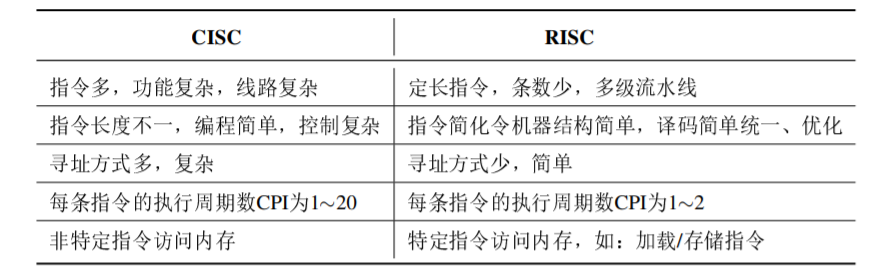 CISC RISC
指令多，功能复杂，线路复杂 定长指令，条数少，多级流水线
指令长度不一，编程简单，控制复杂 指令简化令机器结构简单，译码简单统一、优化
寻址方式多，复杂 寻址方式少，简单
每条指令的执行周期数CPI为1~20 每条指令的执行周期数CPI为1~2
非特定指令访问内存 特定指令访问内存，如：加载/存储指令